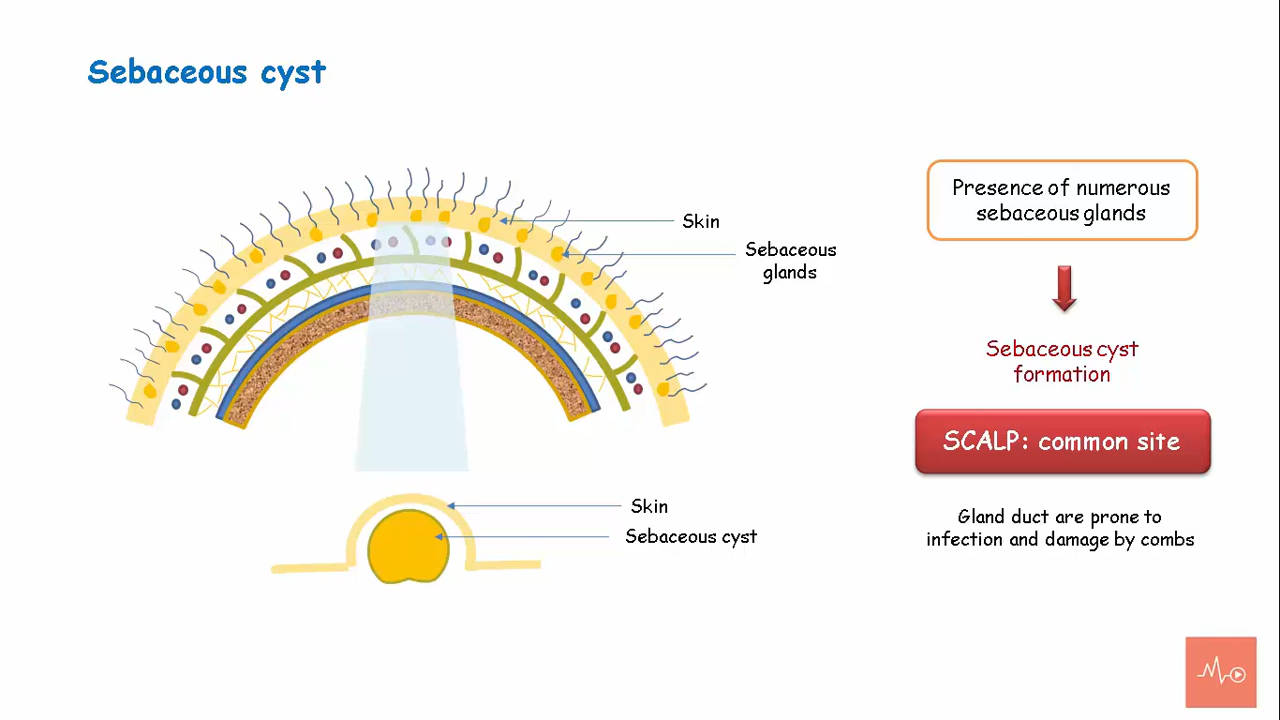 Sebaceous cyst
Skin
Sebaceous
glands
Skin
Sebaceous cyst
Presence of numerous
sebaceous glands
Sebaceous cyst
formation
SCALP: common site
Gland duct are prone to
infection and damage by combs